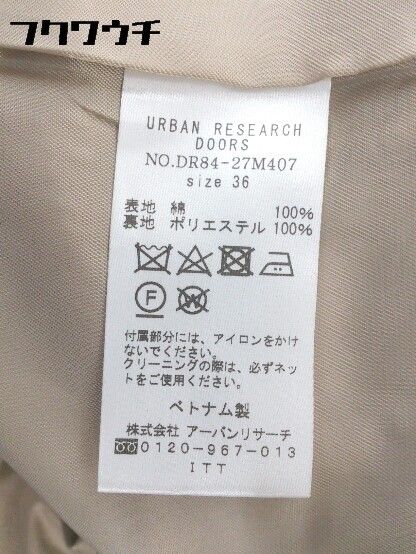 フクワウチ
URBAN RESEARCH
DOORS
NO.DR84-27M407
size 36
表地 綿 100%
裏地 ポリエステル 100%
F W
付属部分には、アイロンをかけ
ないでください。
クリーニングの際は、必ずネッ
トをご使用ください。
ベトナム製
株式会社 アーバンリサーチ
0120-967-013
ITT